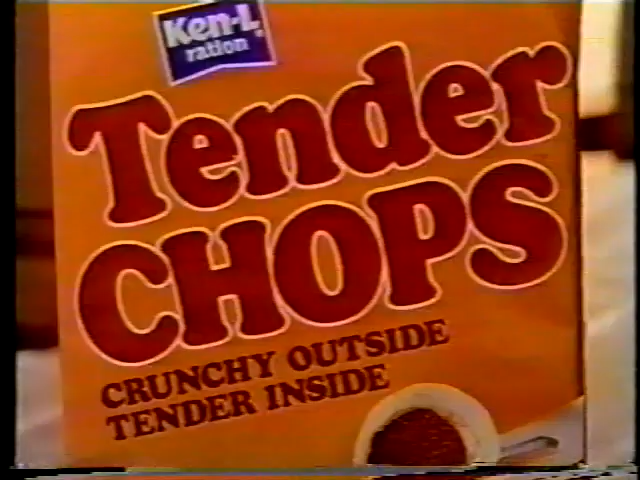 Ken-L
ration
Tender
CHOPS
CRUNCHY OUTSIDE
TENDER INSIDE